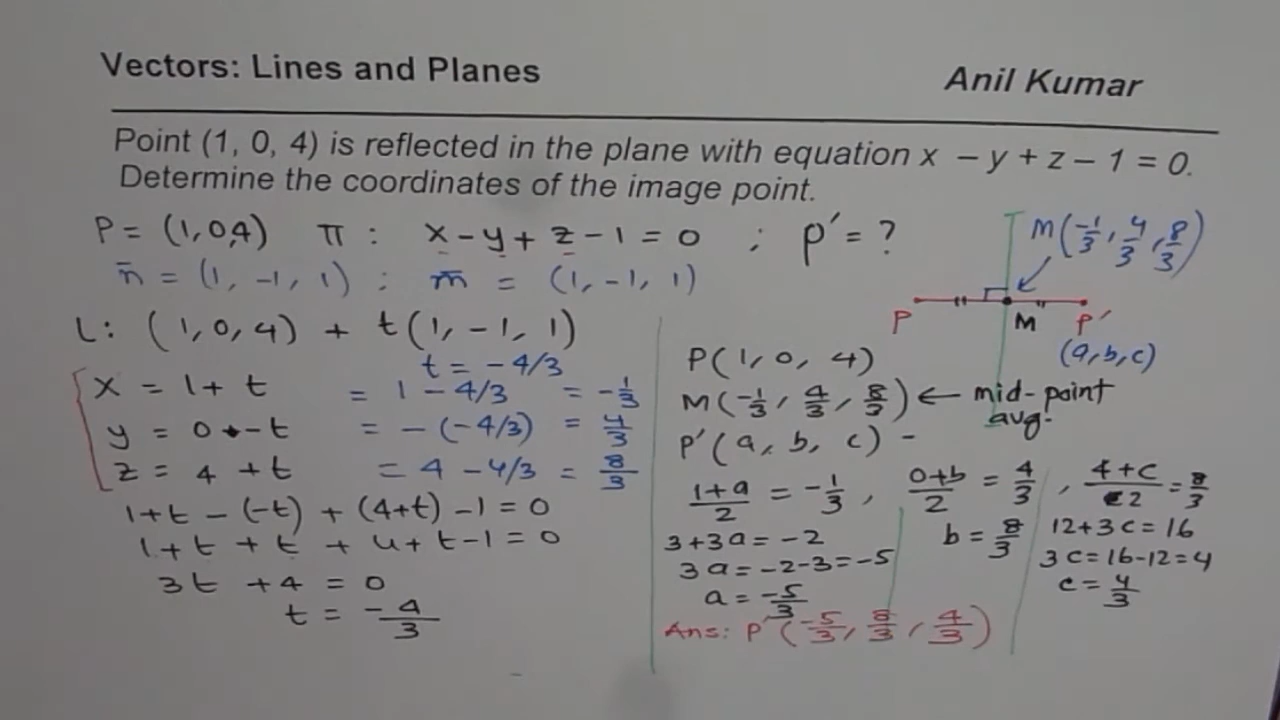 Vectors: Lines and Planes
Anil Kumar
Point (1, 0, 4) is reflected in the plane with equation x – y + z – 1 = 0.
Determine the coordinates of the image point.
P = (1,0,4) π : x - y + z - 1 = 0 ; P' = ?
n̄ = (1, -1, 1) ; m̄ = (1, -1, 1)
L: (1, 0, 4) + t(1, -1, 1)
t = -4/3
x = 1 + t = 1 - 4/3 = -1/3
y = 0 + -t = -(-4/3) = 4/3
z = 4 + t = 4 - 4/3 = 8/3
1+t - (-t) + (4+t) - 1 = 0
1 + t + t + 4 + t - 1 = 0
3t + 4 = 0
t = -4/3
M(-1/3, 4/3, 8/3)
P M P'
(a, b, c)
P(1, 0, 4)
M(-1/3, 4/3, 8/3) ← mid-point
avg.
P'(a, b, c) -
(1+a)/2 = -1/3 , (0+b)/2 = 4/3 , (4+c)/2 = 8/3
3+3a = -2
3a = -2-3 = -5
a = -5/3
b = 8/3
12+3c = 16
3c = 16-12 = 4
c = 4/3
Ans: P'(-5/3, 8/3, 4/3)